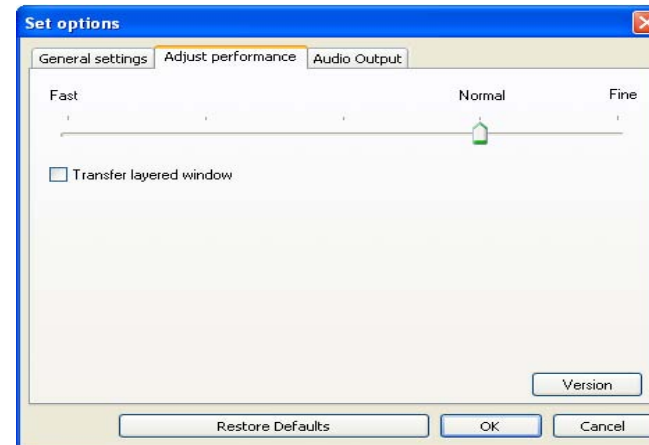 Set options
General settings Adjust performance Audio Output
Fast Normal Fine
Transfer layered window
Version
Restore Defaults OK Cancel